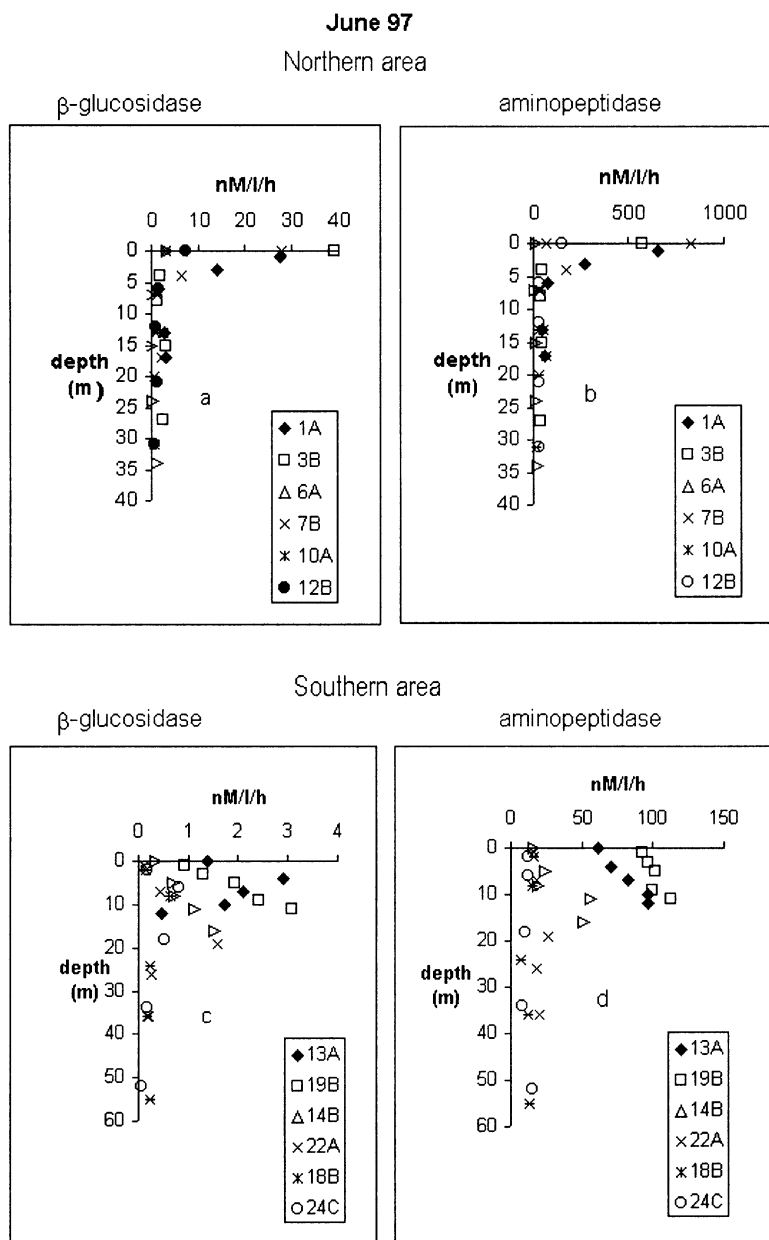 June 97
Northern area
β-glucosidase
aminopeptidase
nM/l/h
0 10 20 30 40
0
5
10
15
20
25
30
35
40
depth
(m)
a
1A
3B
6A
7B
10A
12B
nM/l/h
0 500 1000
0
5
10
15
20
25
30
35
40
depth
(m)
b
1A
3B
6A
7B
10A
12B
Southern area
β-glucosidase
aminopeptidase
nM/l/h
0 1 2 3 4
0
10
20
30
40
50
60
depth
(m)
c
13A
19B
14B
22A
18B
24C
nM/l/h
0 50 100 150
0
10
20
30
40
50
60
depth
(m)
d
13A
19B
14B
22A
18B
24C